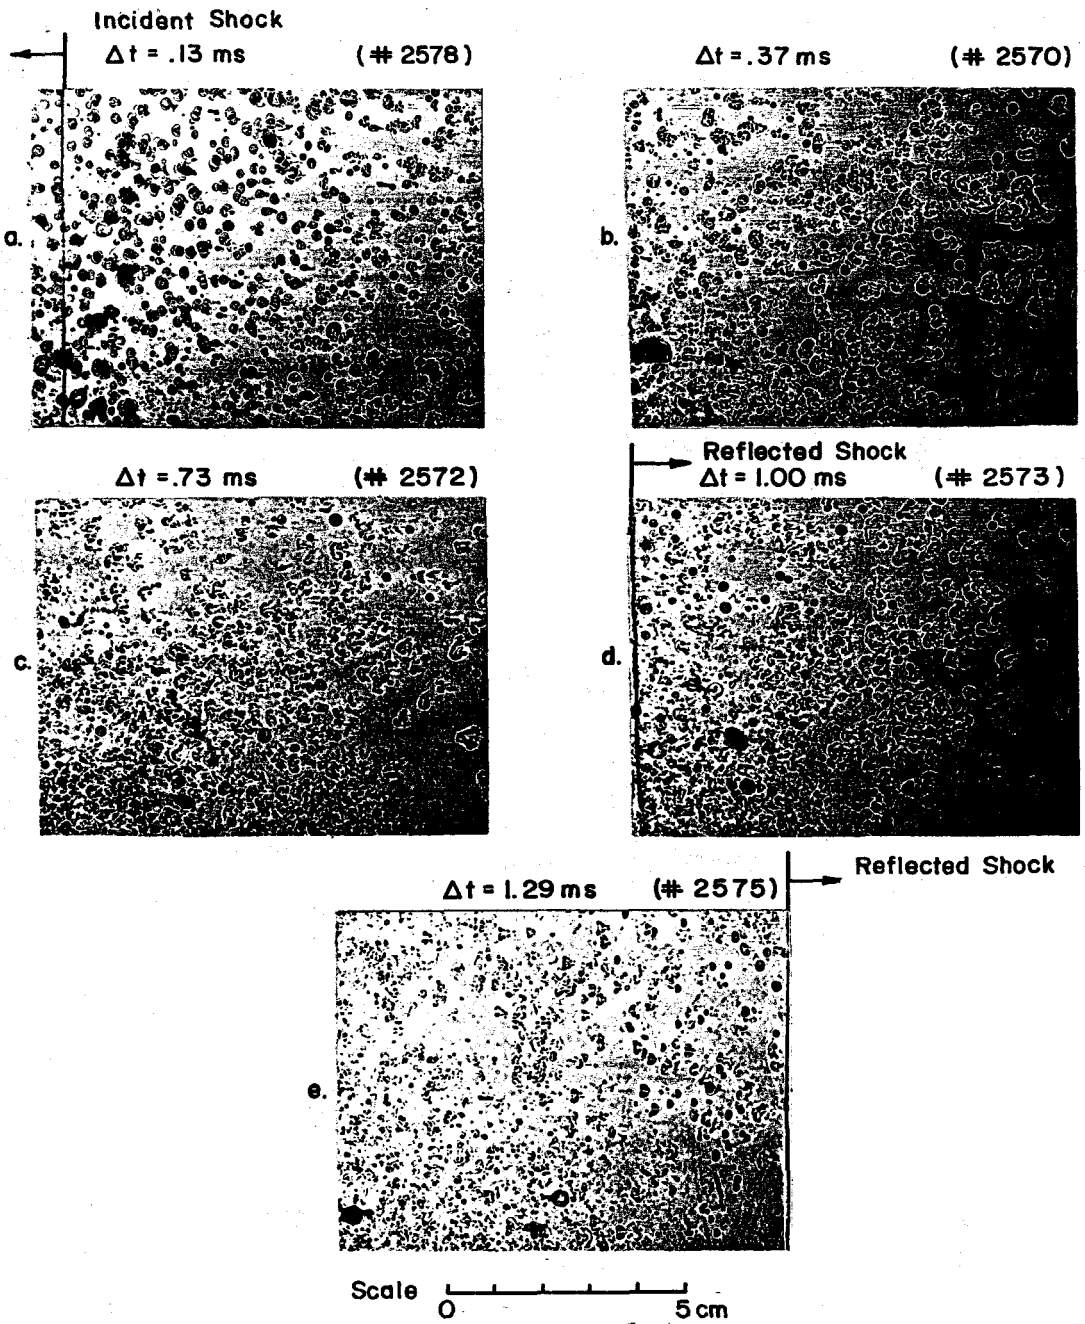 Incident Shock
Δt = .13 ms (# 2578)
Δt = .37 ms (# 2570)
a.
b.
Reflected Shock
Δt = .73 ms (# 2572)
Δt = 1.00 ms (# 2573)
c.
d.
Reflected Shock
Δt = 1.29 ms (# 2575)
e.
Scale
0 5 cm